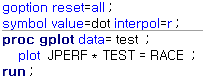 goption reset=all ;
symbol value=dot interpol=r ;
proc gplot data= test ;
plot JPERF * TEST = RACE ;
run ;